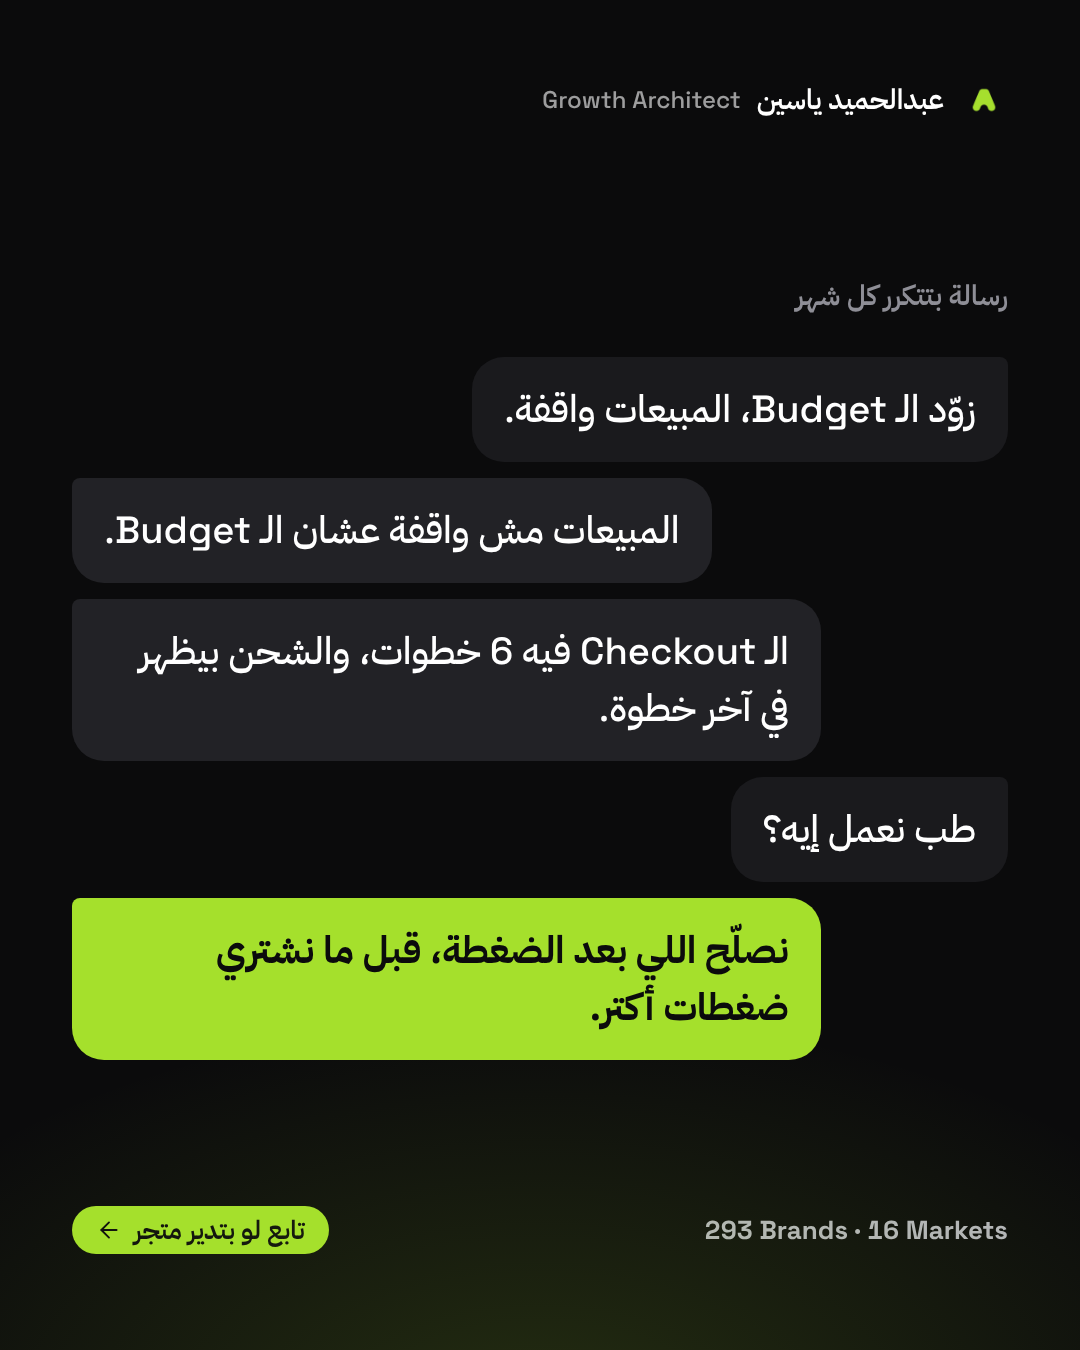 عبدالحميد ياسين Growth Architect
رسالة بتتكرر كل شهر
زوّد الـ Budget، المبيعات واقفة.
المبيعات مش واقفة عشان الـ Budget.
الـ Checkout فيه 6 خطوات، والشحن بيظهر
في آخر خطوة.
طب نعمل إيه؟
نصلّح اللي بعد الضغطة، قبل ما نشتري
ضغطات أكتر.
293 Brands · 16 Markets
تابع لو بتدير متجر ←